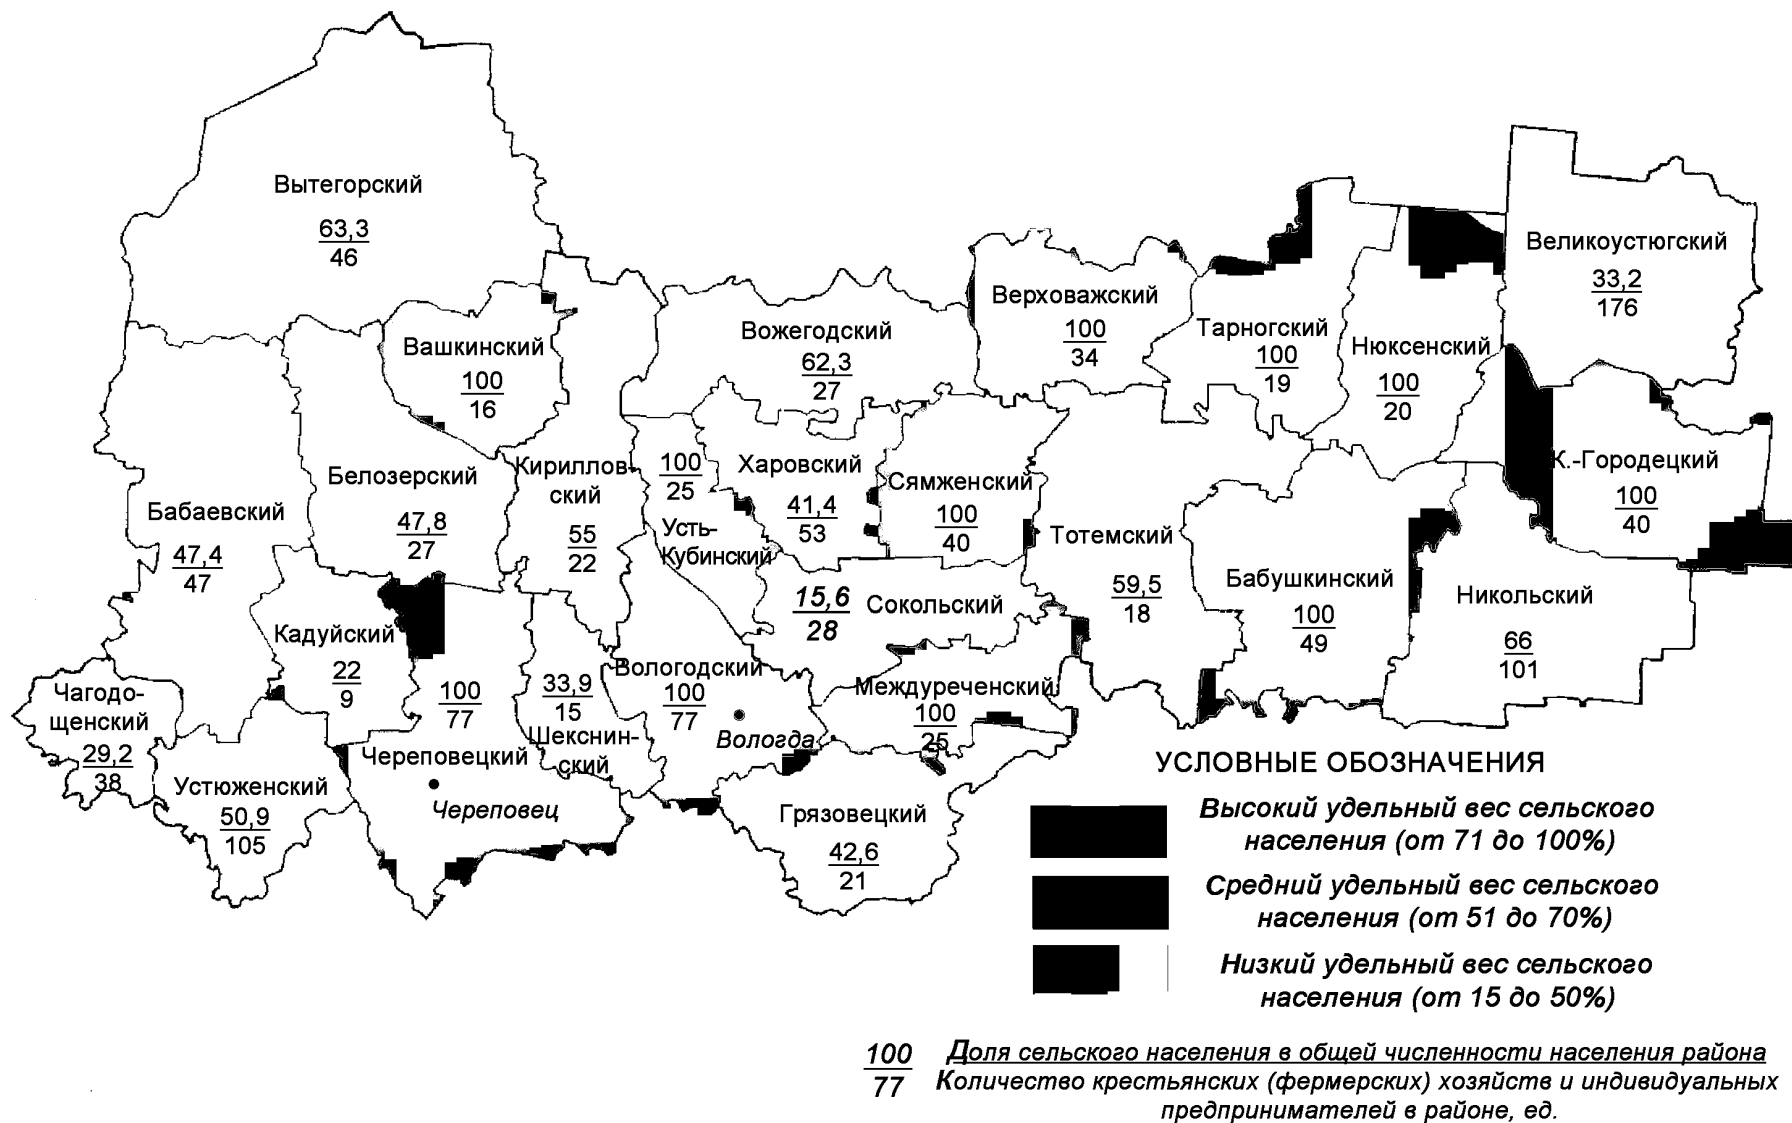 Вытегорский
63,3
46
Великоустюгский
33,2
176
Верховажский
100
34
Тарногский
100
19
Нюксенский
100
20
Вожегодский
62,3
27
Вашкинский
100
16
Белозерский
47,8
27
Кириллов-
ский
55
22
100
25
Усть-
Кубинский
Харовский
41,4
53
Сямженский
100
40
К.-Городецкий
100
40
Бабаевский
47,4
47
Тотемский
59,5
18
Бабушкинский
100
49
Никольский
66
101
15,6
28
Сокольский
Кадуйский
22
9
Чагодо-
щенский
29,2
38
Устюженский
50,9
105
100
77
Череповецкий
Череповец
33,9
15
Шекснин-
ский
Вологодский
100
77
Вологда
Междуреченский
100
25
Грязовецкий
42,6
21
УСЛОВНЫЕ ОБОЗНАЧЕНИЯ
Высокий удельный вес сельского
населения (от 71 до 100%)
Средний удельный вес сельского
населения (от 51 до 70%)
Низкий удельный вес сельского
населения (от 15 до 50%)
100 Доля сельского населения в общей численности населения района
77 Количество крестьянских (фермерских) хозяйств и индивидуальных
предпринимателей в районе, ед.